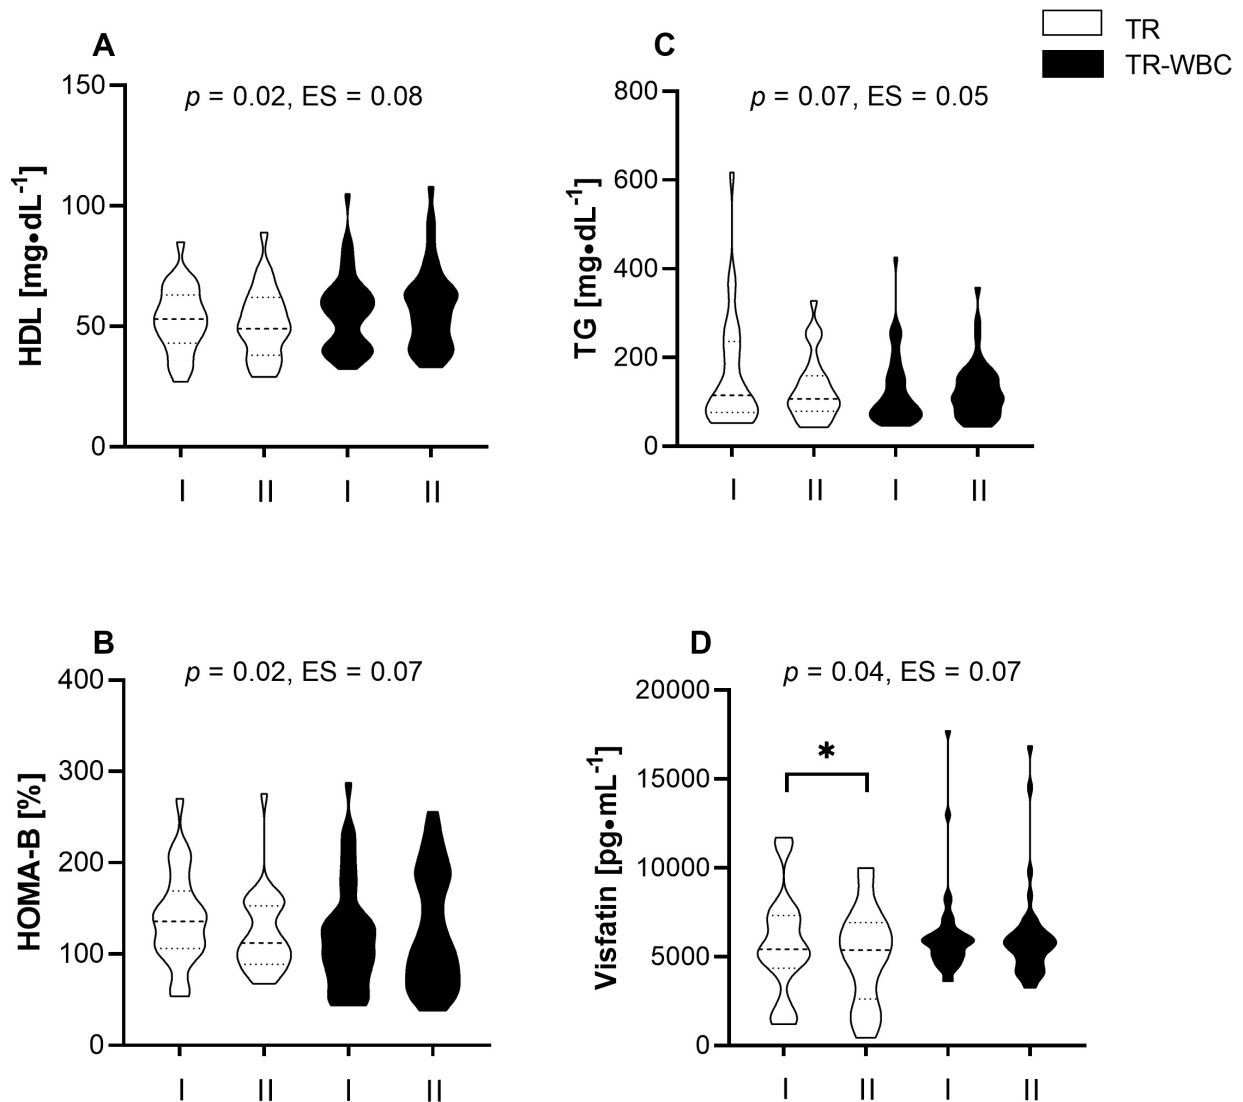 TR
TR-WBC
A
p = 0.02, ES = 0.08
HDL [mg•dL⁻¹]
150
100
50
0
I II I II
C
p = 0.07, ES = 0.05
TG [mg•dL⁻¹]
800
600
400
200
0
I II I II
B
p = 0.02, ES = 0.07
HOMA-B [%]
400
300
200
100
0
I II I II
D
p = 0.04, ES = 0.07
Visfatin [pg•mL⁻¹]
20000
15000
10000
5000
0
*
I II I II